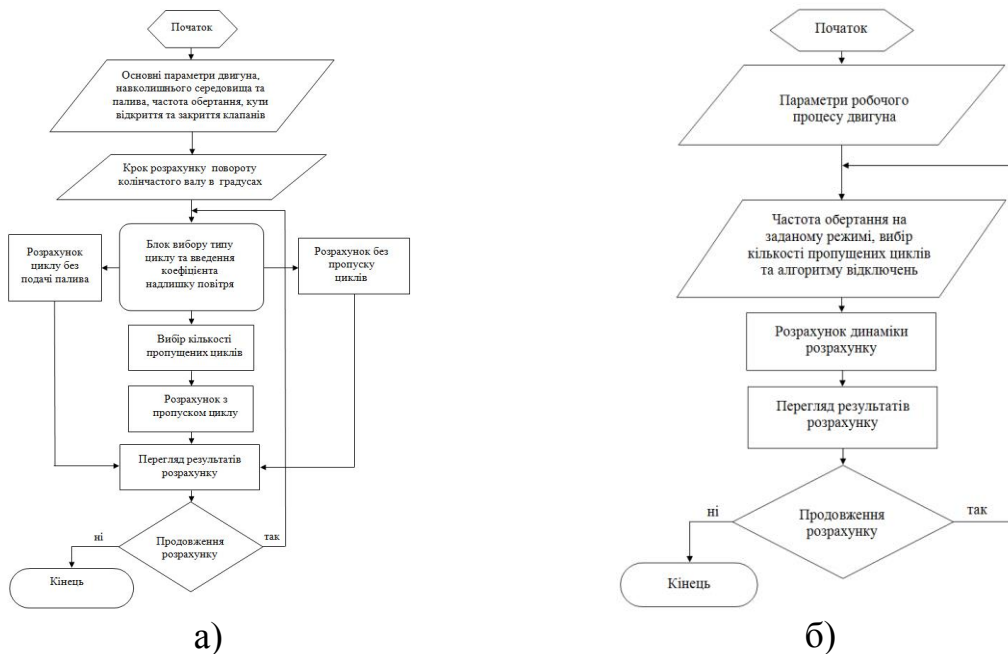 Початок
Основні параметри двигуна,
навколишнього середовища та
палива, частота обертання, кути
відкриття та закриття клапанів
Крок розрахунку повороту
колінчастого валу в градусах
Розрахунок
циклу без
подачі палива
Блок вибору типу
циклу та введення
коефіцієнта
надлишку повітря
Розрахунок без
пропуску
циклів
Вибір кількості
пропущених циклів
Розрахунок з
пропуском циклу
Перегляд результатів
розрахунку
ні
Продовження
розрахунку
так
Кінець
а)
Початок
Параметри робочого
процесу двигуна
Частота обертання на
заданому режимі, вибір
кількості пропущених циклів
та алгоритму відключень
Розрахунок динаміки
розрахунку
Перегляд результатів
розрахунку
ні
Продовження
розрахунку
так
Кінець
б)